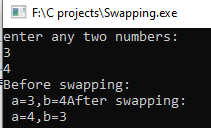 F:\C projects\Swapping.exe
enter any two numbers:
3
4
Before swapping:
a=3,b=4After swapping:
a=4,b=3